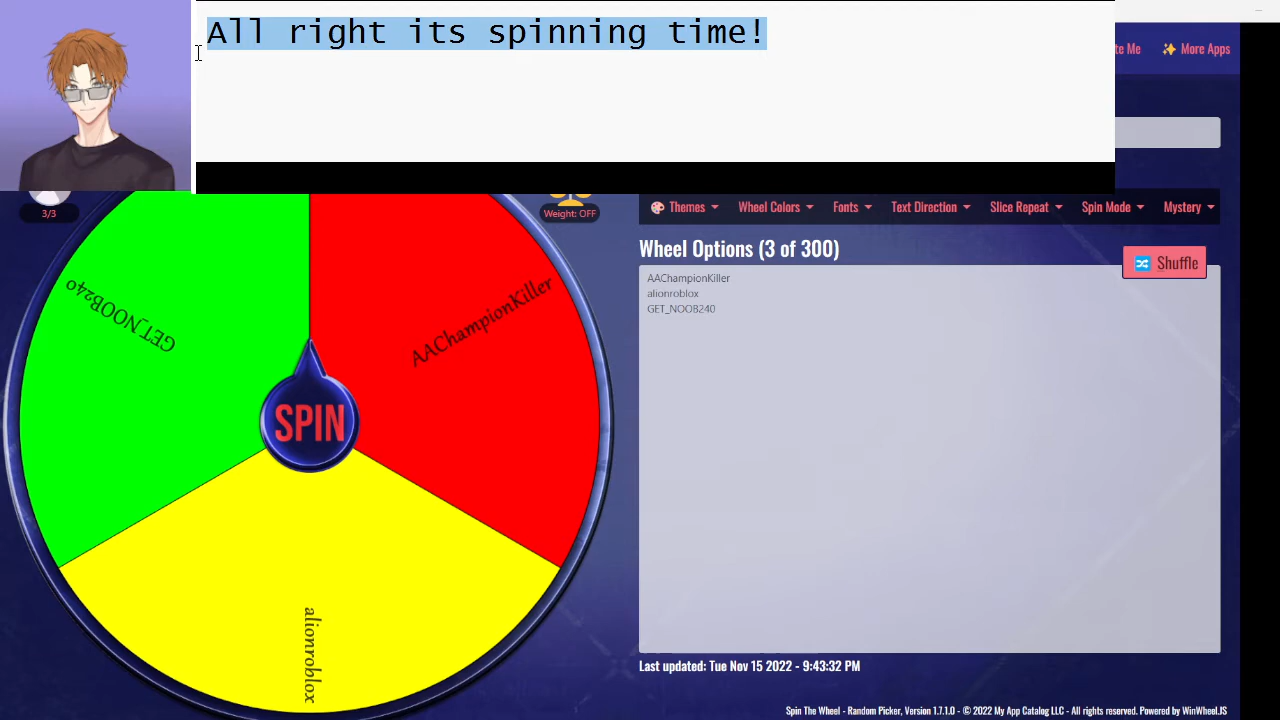 All right its spinning time!
te Me
✨ More Apps
3/3
Weight: OFF
🎨 Themes
Wheel Colors
Fonts
Text Direction
Slice Repeat
Spin Mode
Mystery
Wheel Options (3 of 300)
Shuffle
AAChampionKiller
alionroblox
GET_NOOB240
GET_NOOB240
AAChampionKiller
SPIN
alionroblox
Last updated: Tue Nov 15 2022 - 9:43:32 PM
Spin The Wheel - Random Picker, Version 1.7.1.0 - © 2022 My App Catalog LLC - All rights reserved. Powered by WinWheel.JS